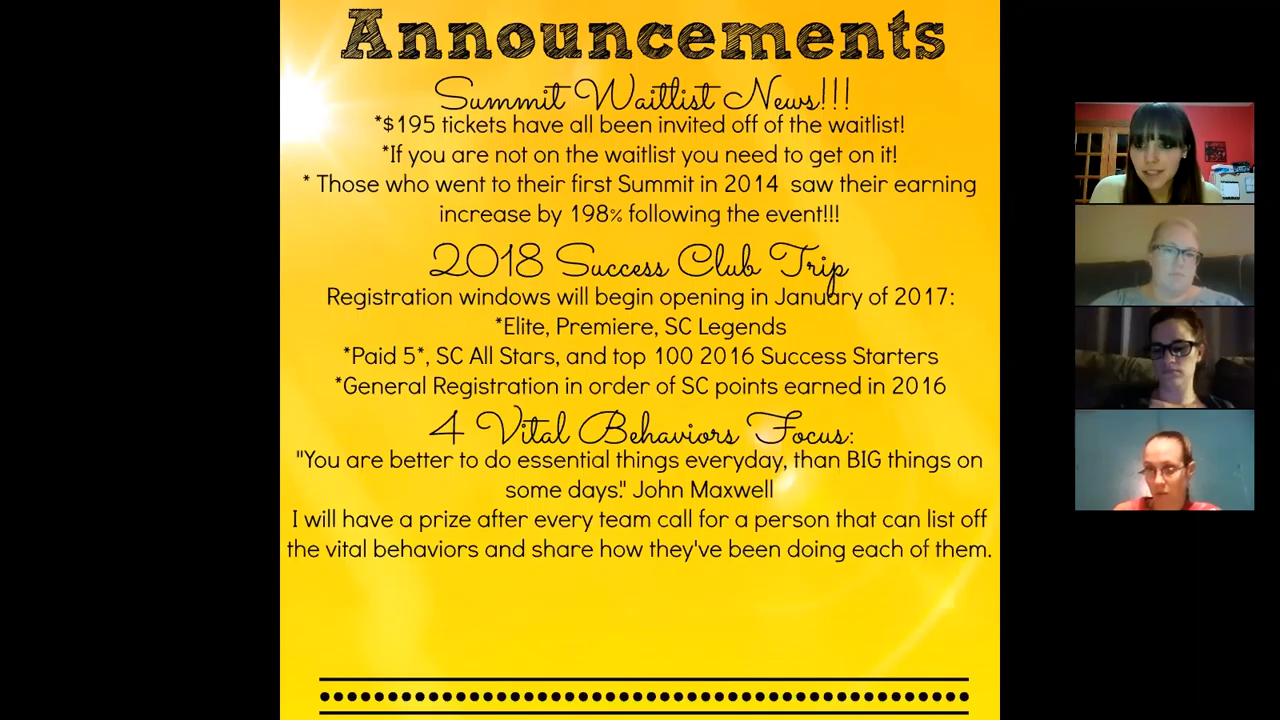 Announcements
Summit Waitlist News!!!
*$195 tickets have all been invited off of the waitlist!
*If you are not on the waitlist you need to get on it!
* Those who went to their first Summit in 2014 saw their earning
increase by 198% following the event!!!
2018 Success Club Trip
Registration windows will begin opening in January of 2017:
*Elite, Premiere, SC Legends
*Paid 5*, SC All Stars, and top 100 2016 Success Starters
*General Registration in order of SC points earned in 2016
4 Vital Behaviors Focus:
"You are better to do essential things everyday, than BIG things on
some days." John Maxwell
I will have a prize after every team call for a person that can list off
the vital behaviors and share how they've been doing each of them.